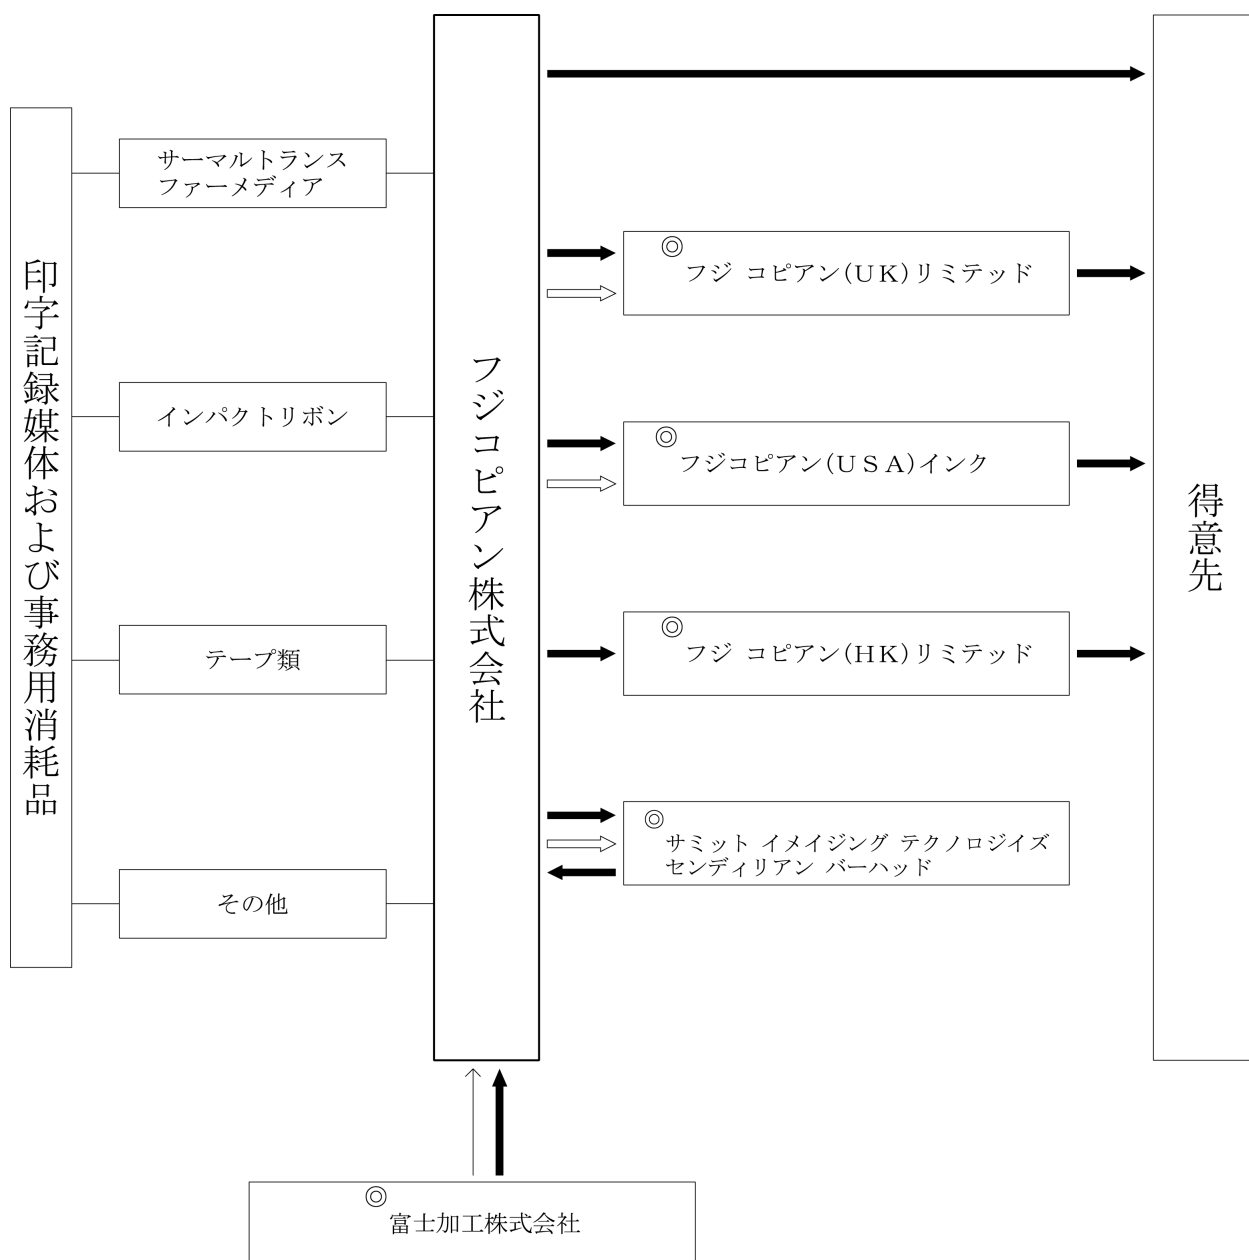 印字記録媒体および事務用消耗品
サーマルトランス
ファーメディア
インパクトリボン
テープ類
その他
フジコピアン株式会社
◎
フジ コピアン(UK)リミテッド
◎
フジコピアン(USA)インク
◎
フジ コピアン(HK)リミテッド
◎
サミット イメイジング テクノロジイズ
センディリアン バーハッド
得意先
◎
富士加工株式会社